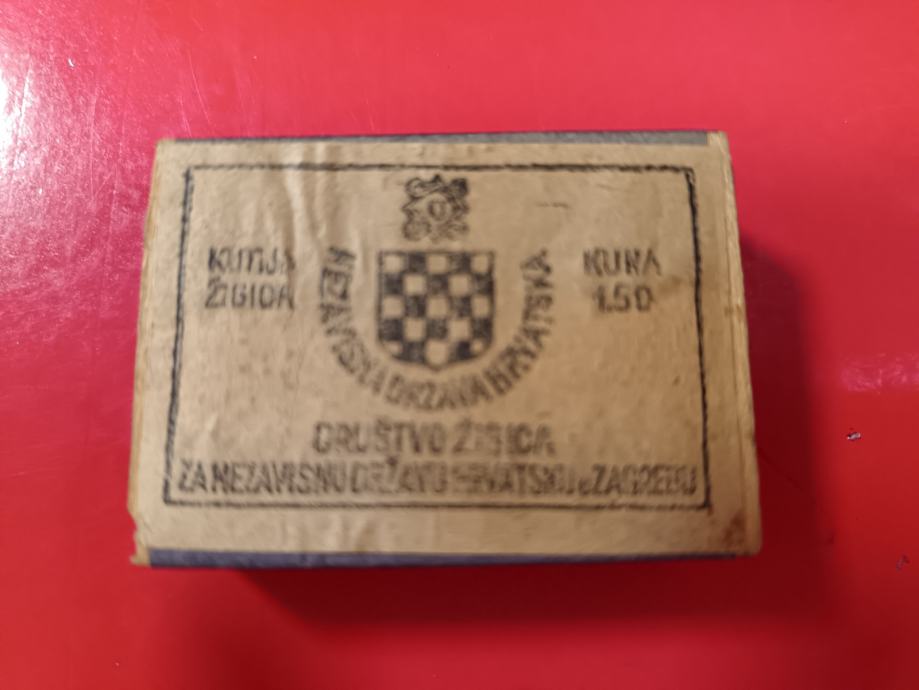 KUTIJA
ŽIGICA
U
NEZAVISNA DRŽAVA HRVATSKA
KUNA
1.50
DRUŠTVO ŽIGICA
ZA NEZAVISNU DRŽAVU HRVATSKU u ZAGREBU